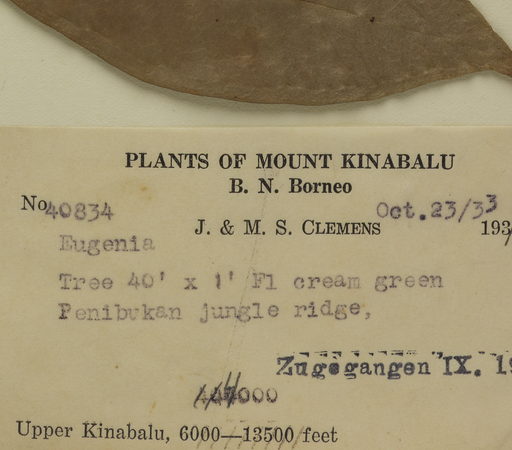 PLANTS OF MOUNT KINABALU
B. N. Borneo
No 40834 Oct.23/33
J. & M. S. CLEMENS 193
Eugenia
Tree 40' x 1' Fl cream green
Penibukan jungle ridge,
Zugegangen IX. 19
000
Upper Kinabalu, 6000—13500 feet